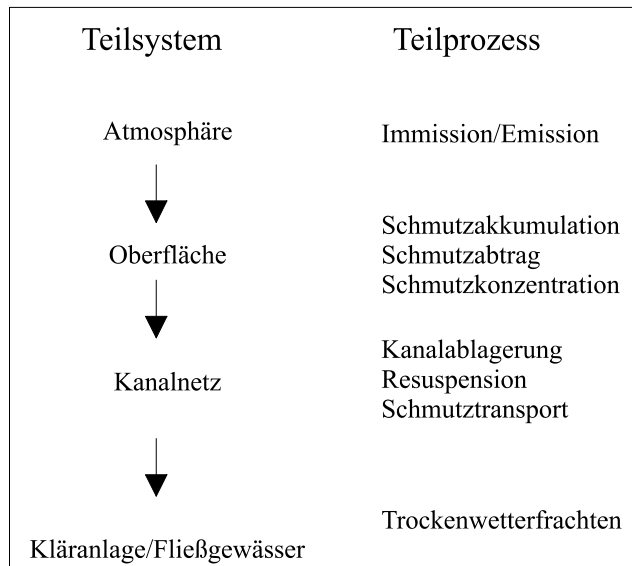 Teilsystem Teilprozess
Atmosphäre Immission/Emission
Schmutzakkumulation
Oberfläche Schmutzabtrag
Schmutzkonzentration
Kanalablagerung
Kanalnetz Resuspension
Schmutztransport
Trockenwetterfrachten
Kläranlage/Fließgewässer